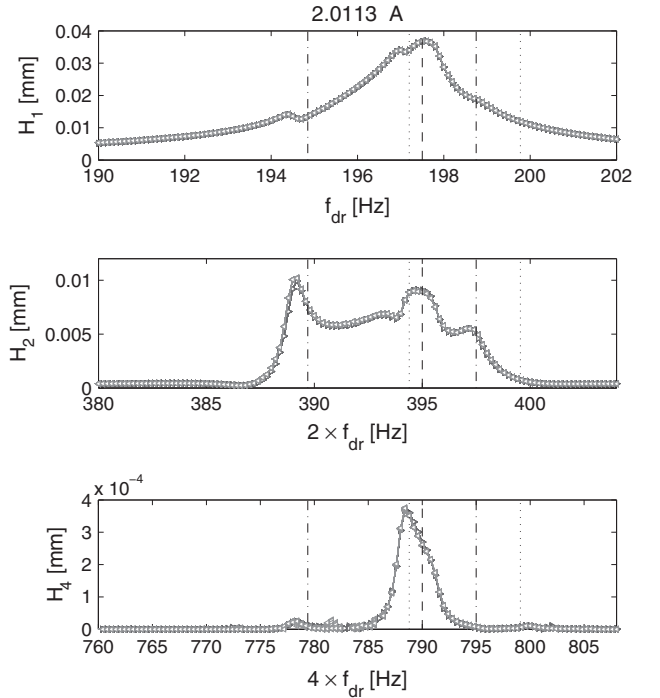 2.0113 A
0.04
0.03
0.02
0.01
0
H1 [mm]
190 192 194 196 198 200 202
fdr [Hz]
0.01
0.005
0
H2 [mm]
380 385 390 395 400
2 × fdr [Hz]
x 10−4
4
3
2
1
0
H4 [mm]
760 765 770 775 780 785 790 795 800 805
4 × fdr [Hz]